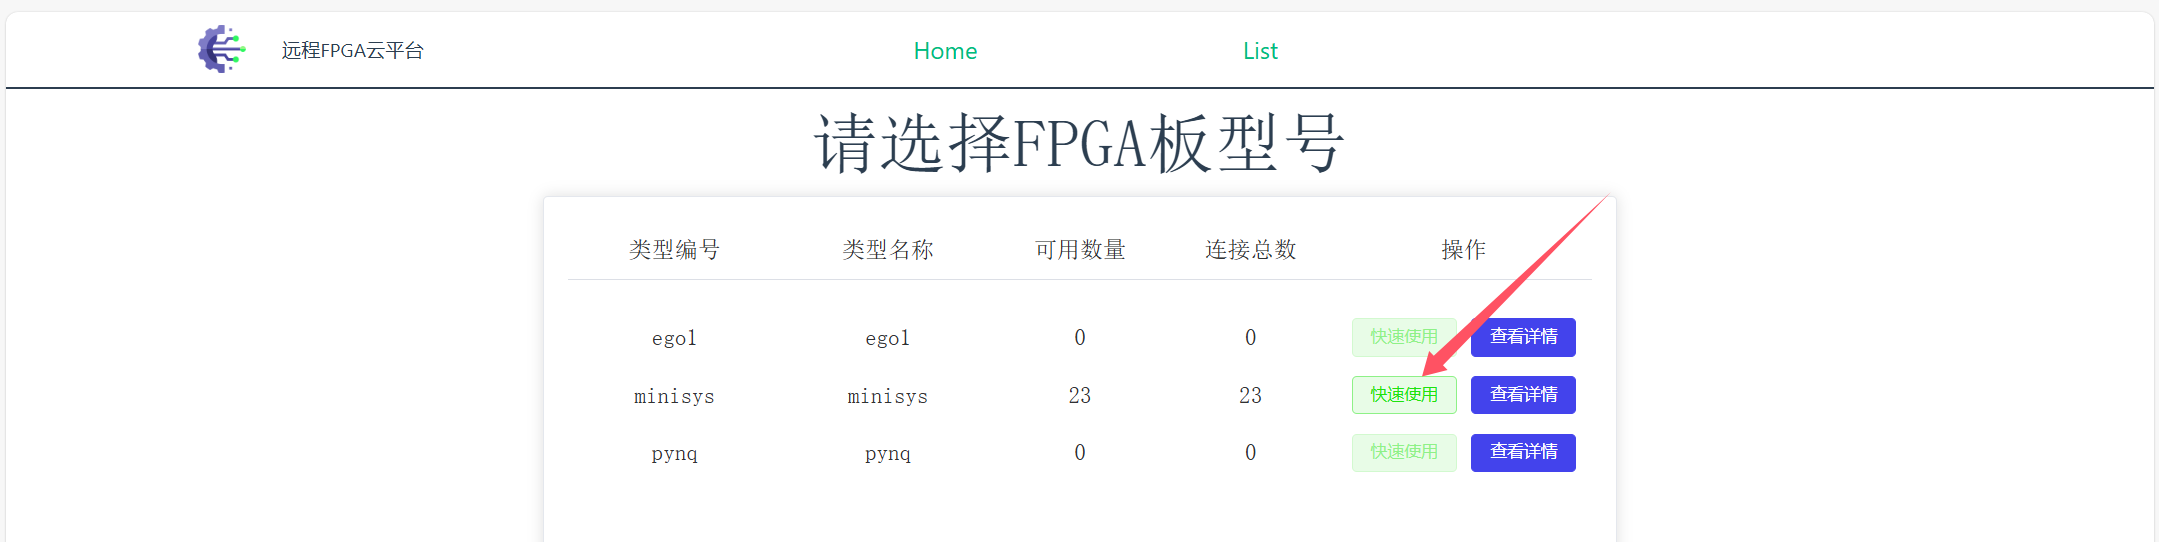 远程FPGA云平台 Home List
请选择FPGA板型号
类型编号 类型名称 可用数量 连接总数 操作
ego1 ego1 0 0 快速使用 查看详情
minisys minisys 23 23 快速使用 查看详情
pynq pynq 0 0 快速使用 查看详情